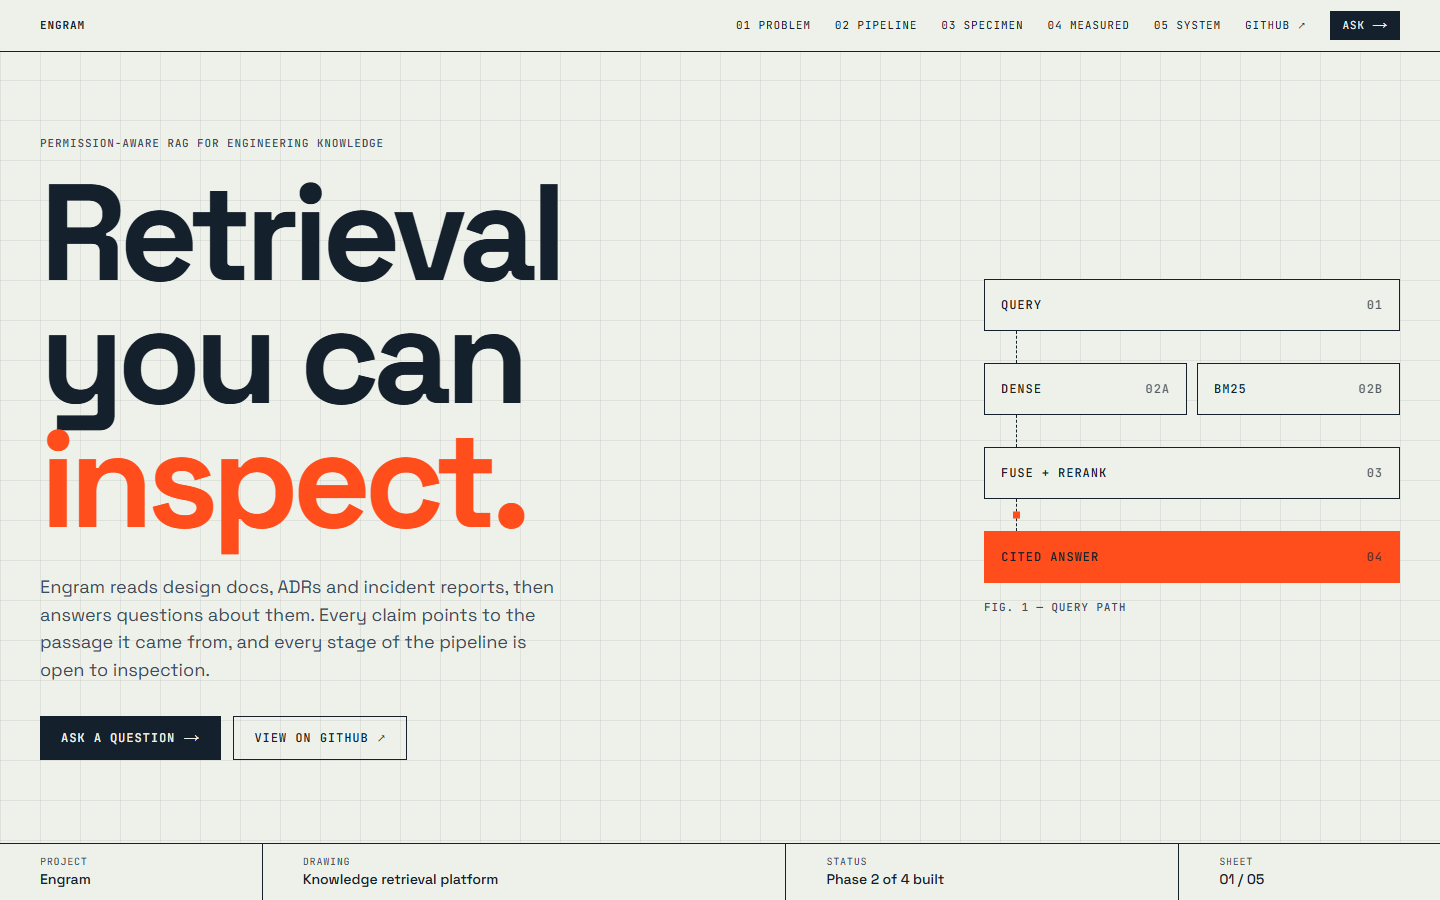 ENGRAM
01 PROBLEM 02 PIPELINE 03 SPECIMEN 04 MEASURED 05 SYSTEM GITHUB ↗ ASK →
PERMISSION-AWARE RAG FOR ENGINEERING KNOWLEDGE
Retrieval
you can
inspect.
Engram reads design docs, ADRs and incident reports, then
answers questions about them. Every claim points to the
passage it came from, and every stage of the pipeline is
open to inspection.
ASK A QUESTION → VIEW ON GITHUB ↗
QUERY 01
DENSE 02A BM25 02B
FUSE + RERANK 03
CITED ANSWER 04
FIG. 1 — QUERY PATH
PROJECT
Engram
DRAWING
Knowledge retrieval platform
STATUS
Phase 2 of 4 built
SHEET
01 / 05